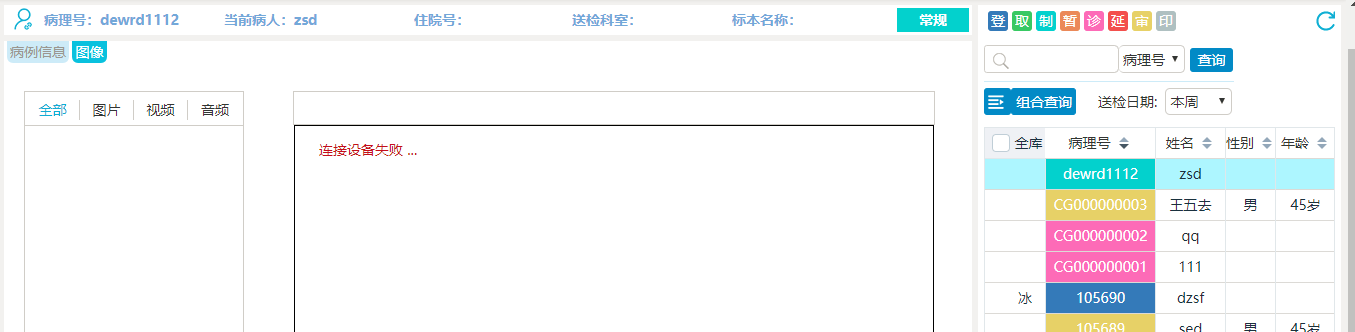 病理号：dewrd1112 当前病人：zsd 住院号： 送检科室： 标本名称： 常规
病例信息 图像
全部 图片 视频 音频
连接设备失败 ...
登 取 制 暂 诊 延 审 印
病理号 查询
组合查询 送检日期: 本周
全库 病理号 姓名 性别 年龄
dewrd1112 zsd
CG000000003 王五去 男 45岁
CG000000002 qq
CG000000001 111
冰 105690 dzsf
105689 sed 男 45岁